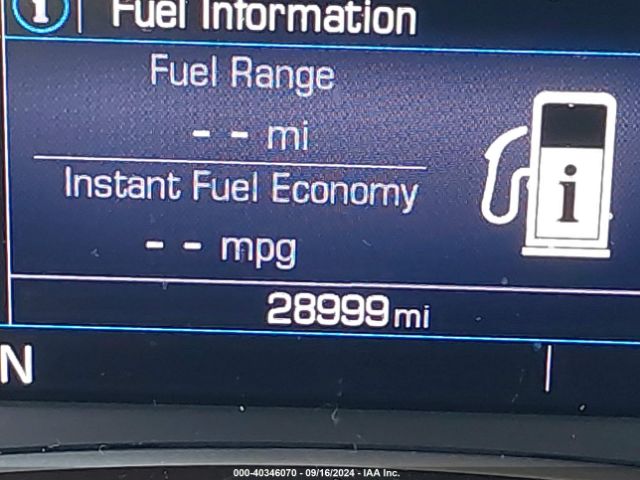 i Fuel Information
Fuel Range
- - mi
Instant Fuel Economy
- - mpg
i
28999 mi
N
000-40346070 - 09/16/2024 - IAA Inc.